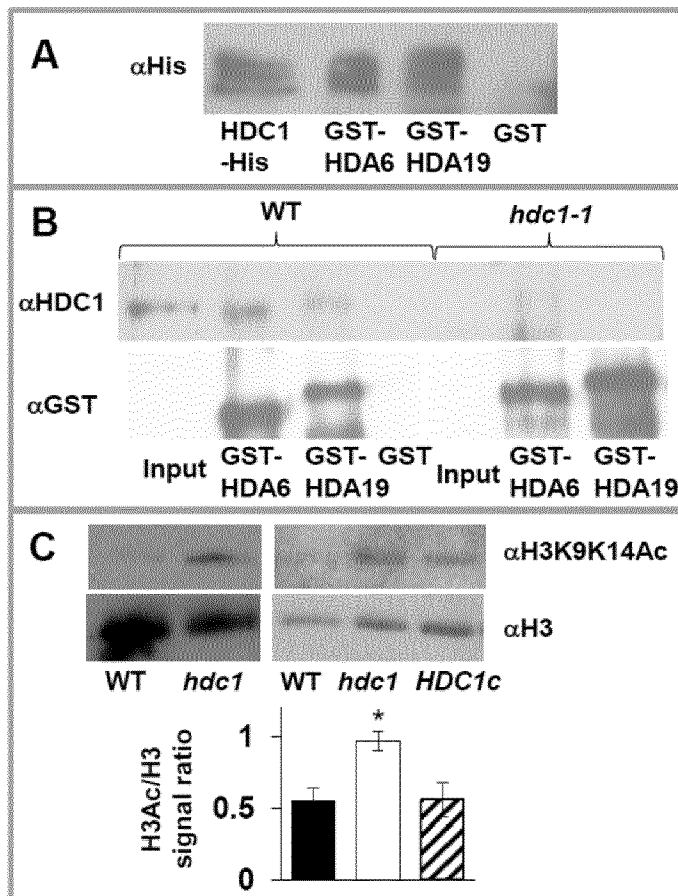 A
αHis
HDC1 GST- GST- GST
-His HDA6 HDA19
B
WT hdc1-1
αHDC1
αGST
Input GST- GST- GST Input GST- GST-
HDA6 HDA19 HDA6 HDA19
C
αH3K9K14Ac
αH3
WT hdc1 WT hdc1 HDC1c
H3Ac/H3
signal ratio
1
0.5
0
*